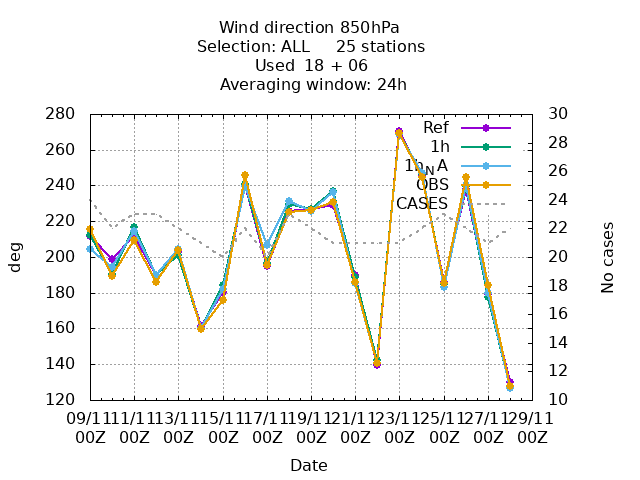 Wind direction 850hPa
Selection: ALL 25 stations
Used 18 + 06
Averaging window: 24h
280 30
260 28
240 26
220 24
200 22
180 20
160 18
140 16
120 14
12
10
deg
No cases
Ref
1h
1h_NA
OBS
CASES
09/11 11/11 13/11 15/11 17/11 19/11 21/11 23/11 25/11 27/11 29/11
00Z 00Z 00Z 00Z 00Z 00Z 00Z 00Z 00Z 00Z 00Z
Date